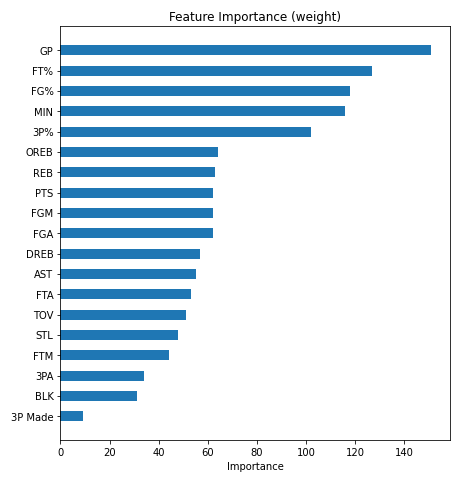 Feature Importance (weight)
GP
FT%
FG%
MIN
3P%
OREB
REB
PTS
FGM
FGA
DREB
AST
FTA
TOV
STL
FTM
3PA
BLK
3P Made
0 20 40 60 80 100 120 140
Importance